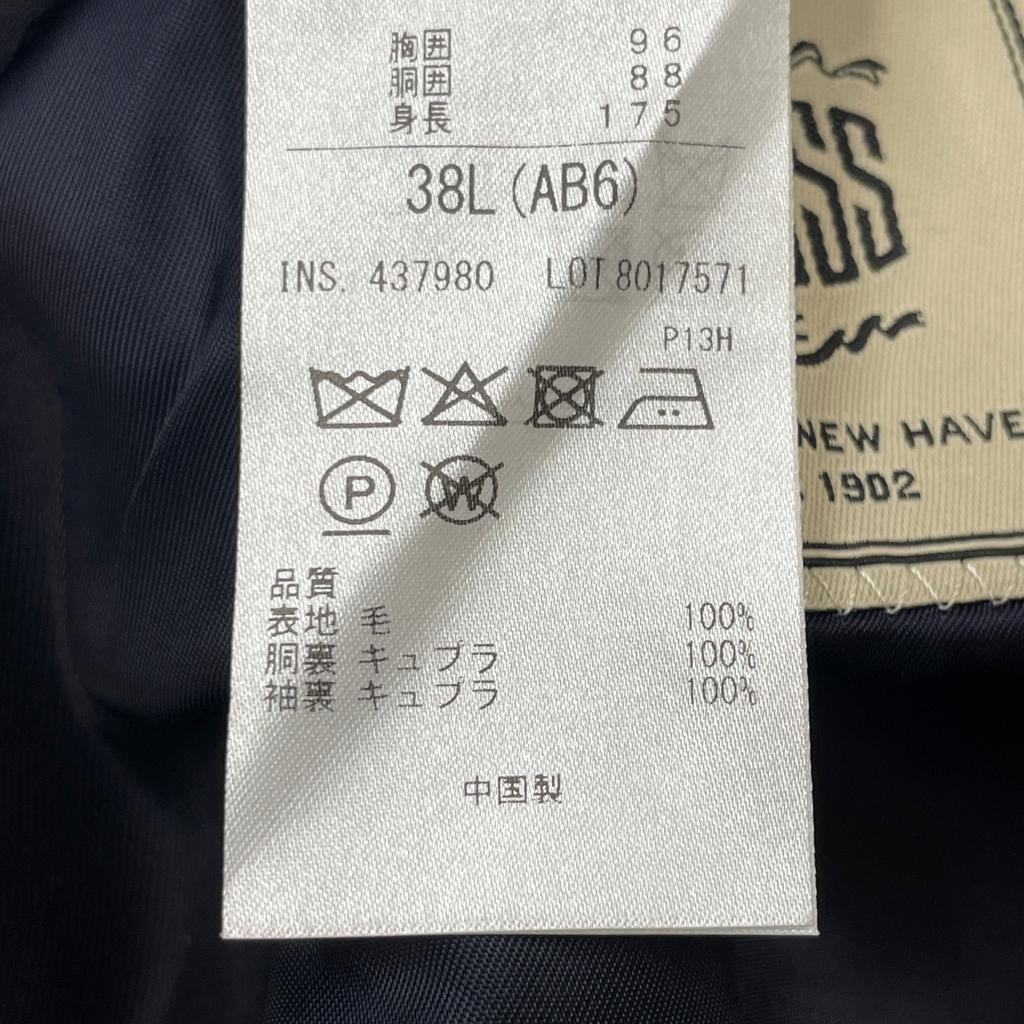 胸囲 96
胴囲 88
身長 175
38L(AB6)
INS. 437980 LOT 8017571
P13H
P W
品質
表地 毛 100%
胴裏 キュプラ 100%
袖裏 キュプラ 100%
中国製
SS
NEW HAVE
. 1902